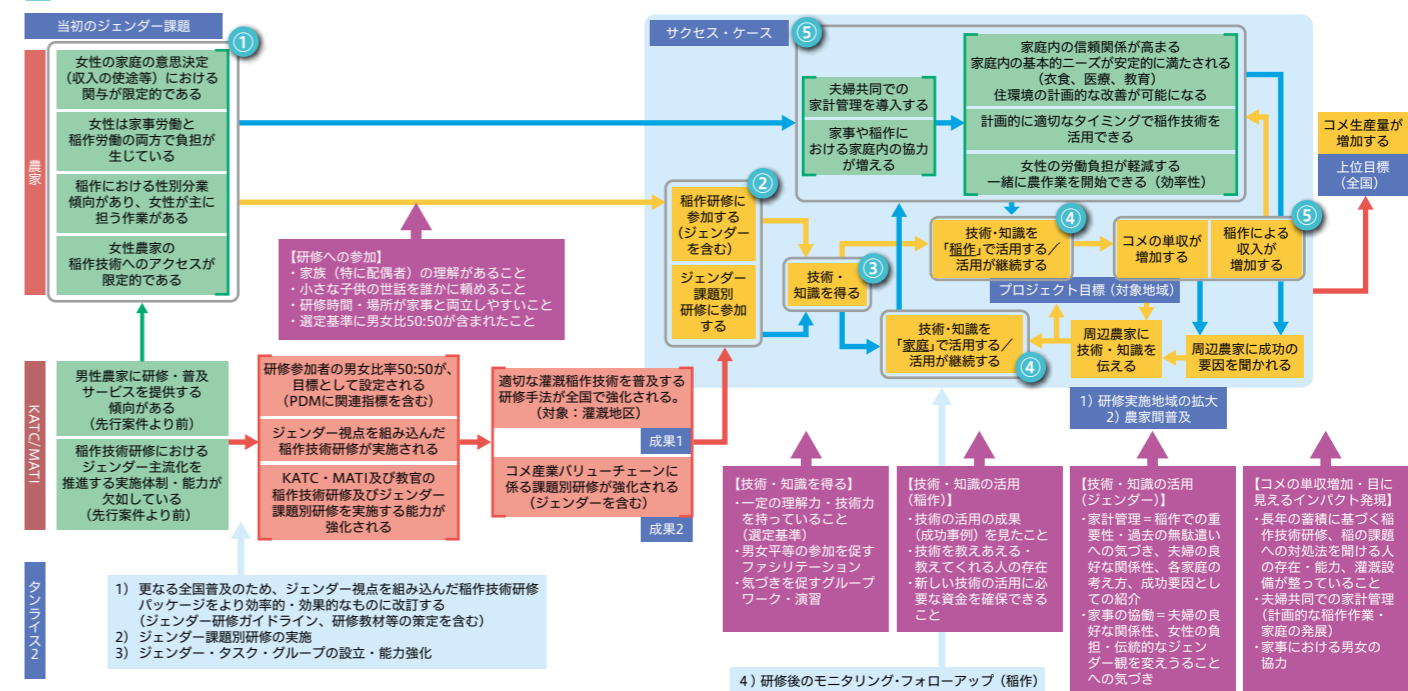 当初のジェンダー課題
①
農家
女性の家庭の意思決定
（収入の使途等）における
関与が限定的である
女性は家事労働と
稲作労働の両方で負担が
生じている
稲作における性別分業
傾向があり、女性が主に
担う作業がある
女性農家の
稲作技術へのアクセスが
限定的である
【研修への参加】
・家族（特に配偶者）の理解があること
・小さな子供の世話を誰かに頼めること
・研修時間・場所が家事と両立しやすいこと
・選定基準に男女比50:50が含まれたこと
サクセス・ケース
⑤
夫婦共同での
家計管理を導入する
家事や稲作に
おける家庭内の協力
が増える
家庭内の信頼関係が高まる
家庭内の基本的ニーズが安定的に満たされる
（衣食、医療、教育）
住環境の計画的な改善が可能になる
計画的に適切なタイミングで稲作技術を
活用できる
女性の労働負担が軽減する
一緒に農作業を開始できる（効率性）
②
稲作研修に
参加する
（ジェンダー
を含む）
ジェンダー
課題別
研修に参加
する
③
技術・
知識を得る
④
技術・知識を
「稲作」で活用する／
活用が継続する
⑤
コメの単収が
増加する
稲作による
収入が
増加する
プロジェクト目標（対象地域）
技術・知識を
「家庭」で活用する／
活用が継続する
④
周辺農家に
技術・知識を
伝える
周辺農家に成功の
要因を聞かれる
コメ生産量が
増加する
上位目標
（全国）
1）研修実施地域の拡大
2）農家間普及
KATC/MATI
男性農家に研修・普及
サービスを提供する
傾向がある
（先行案件より前）
稲作技術研修における
ジェンダー主流化を
推進する実施体制・能力が
欠如している
（先行案件より前）
研修参加者の男女比率50:50が、
目標として設定される
（PDMに関連指標を含む）
ジェンダー視点を組み込んだ
稲作技術研修が実施される
KATC・MATI及び教官の
稲作技術研修及びジェンダー
課題別研修を実施する能力が
強化される
適切な灌漑稲作技術を普及する
研修手法が全国で強化される。
（対象：灌漑地区）
成果1
コメ産業バリューチェーンに
係る課題別研修が強化される
（ジェンダーを含む）
成果2
【技術・知識を得る】
・一定の理解力・技術力
を持っていること
（選定基準）
・男女平等の参加を促す
ファシリテーション
・気づきを促すグループ
ワーク・演習
【技術・知識の活用
（稲作）】
・技術の活用の成果
（成功事例）を見たこと
・技術を教えあえる・
教えてくれる人の存在
・新しい技術の活用に必
要な資金を確保できる
こと
【技術・知識の活用
（ジェンダー）】
・家計管理＝稲作での重
要性・過去の無駄遣い
への気づき、夫婦の良
好な関係性、各家庭の
考え方、成功要因とし
ての紹介
・家事の協働＝夫婦の良
好な関係性、女性の負
担・伝統的なジェン
ダー観を変えうること
への気づき
【コメの単収増加・目に
見えるインパクト発現】
・長年の蓄積に基づく稲
作技術研修、稲の課題
への対処法を聞ける人
の存在・能力、灌漑設
備が整っていること
・夫婦共同での家計管理
（計画的な稲作作業・
家庭の発展）
・家事における男女の
協力
タンライス2
1） 更なる全国普及のため、ジェンダー視点を組み込んだ稲作技術研修
パッケージをより効率的・効果的なものに改訂する
（ジェンダー研修ガイドライン、研修教材等の策定を含む）
2） ジェンダー課題別研修の実施
3） ジェンダー・タスク・グループの設立・能力強化
4）研修後のモニタリング・フォローアップ（稲作）